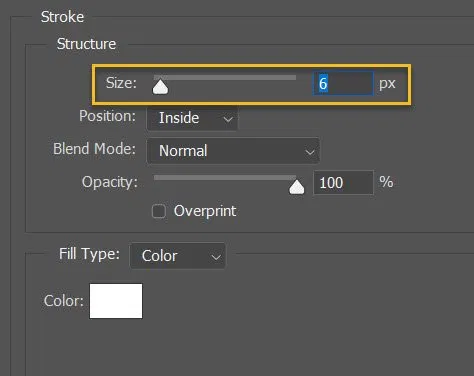 Stroke
Structure
Size: 6 px
Position: Inside
Blend Mode: Normal
Opacity: 100 %
Overprint
Fill Type: Color
Color: